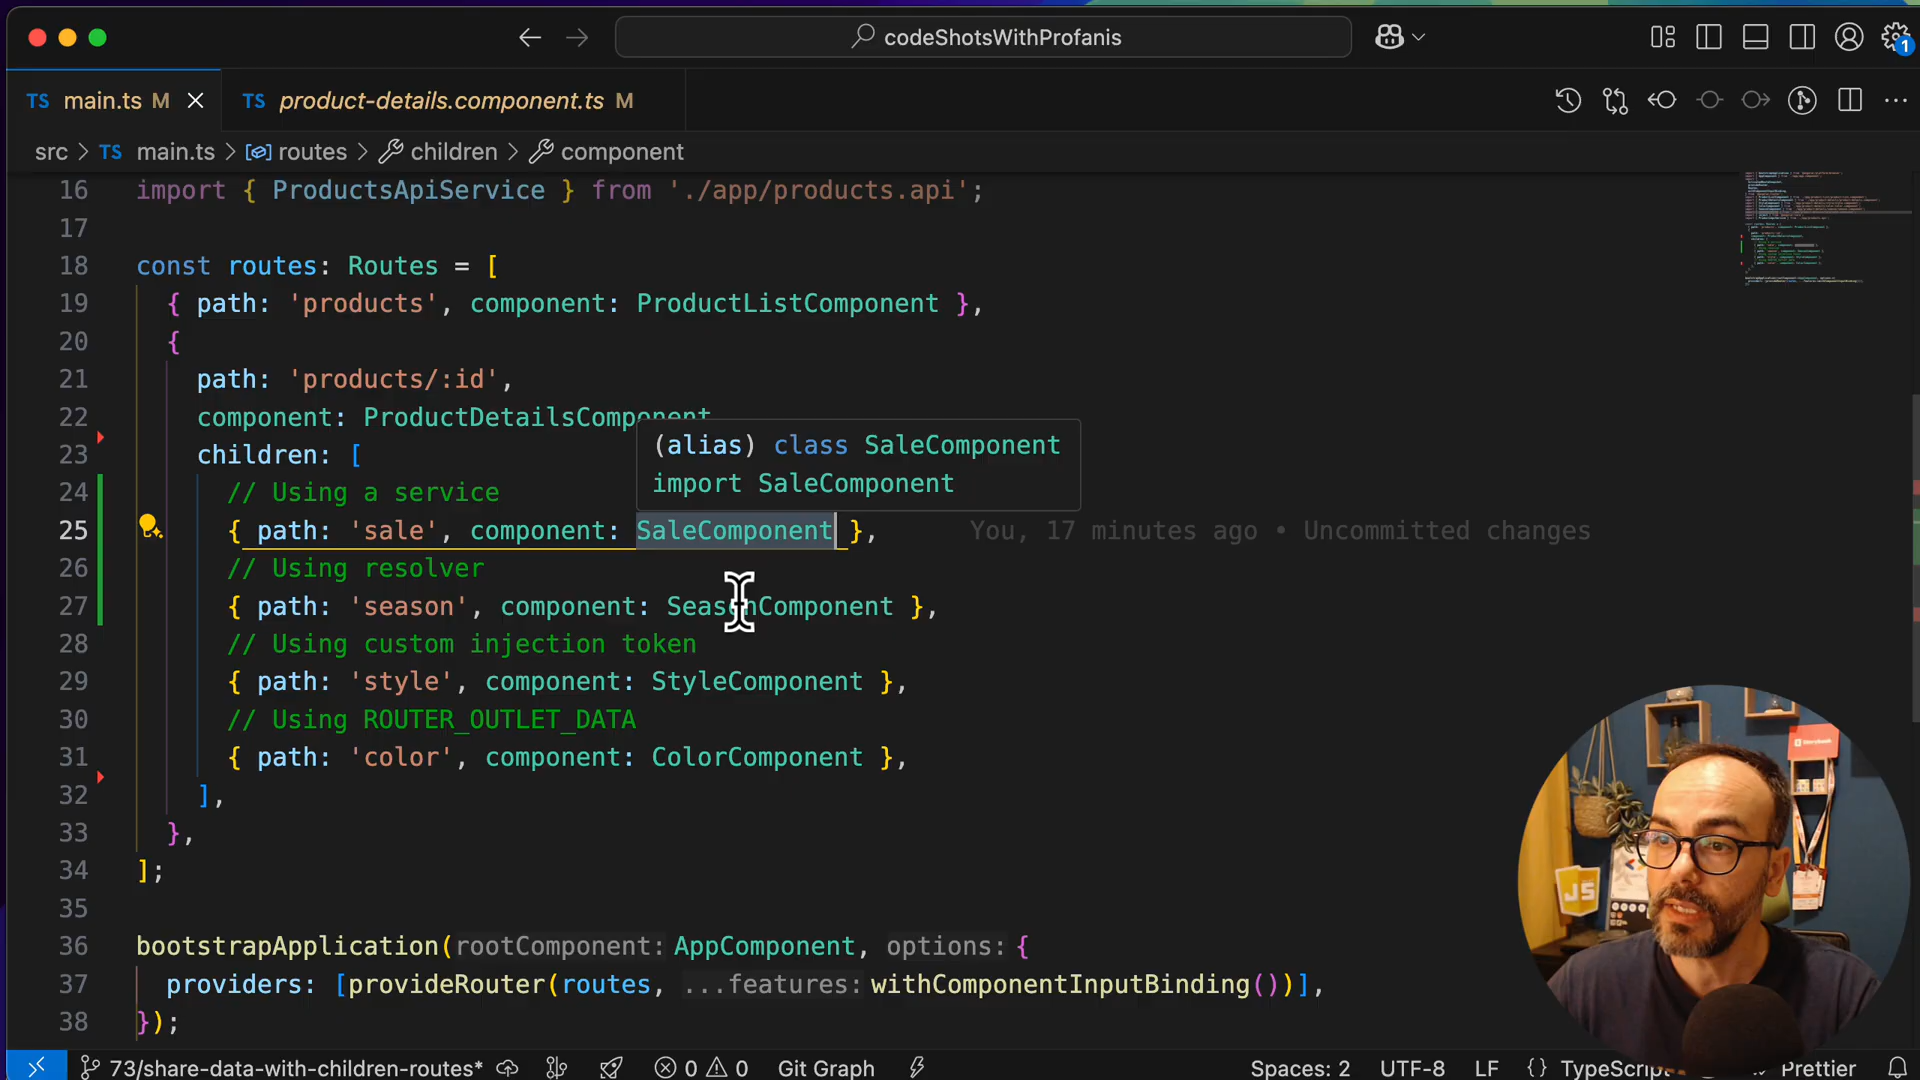 codeShotsWithProfanis
1
TS main.ts M
TS product-details.component.ts M
src > TS main.ts > routes > children > component
16 import { ProductsApiService } from './app/products.api';
17
18 const routes: Routes = [
19 { path: 'products', component: ProductListComponent },
20 {
21 path: 'products/:id',
22 component: ProductDetailsComponent
(alias) class SaleComponent
import SaleComponent
23 children: [
24 // Using a service
25 { path: 'sale', component: SaleComponent }, You, 17 minutes ago • Uncommitted changes
26 // Using resolver
27 { path: 'season', component: SeasonComponent },
28 // Using custom injection token
29 { path: 'style', component: StyleComponent },
30 // Using ROUTER_OUTLET_DATA
31 { path: 'color', component: ColorComponent },
32 ],
33 },
34 ];
35
36 bootstrapApplication(rootComponent: AppComponent, options: {
37 providers: [provideRouter(routes, ...features: withComponentInputBinding())],
38 });
JS
73/share-data-with-children-routes* 0 0 Git Graph Spaces: 2 UTF-8 LF {} TypeScript Prettier